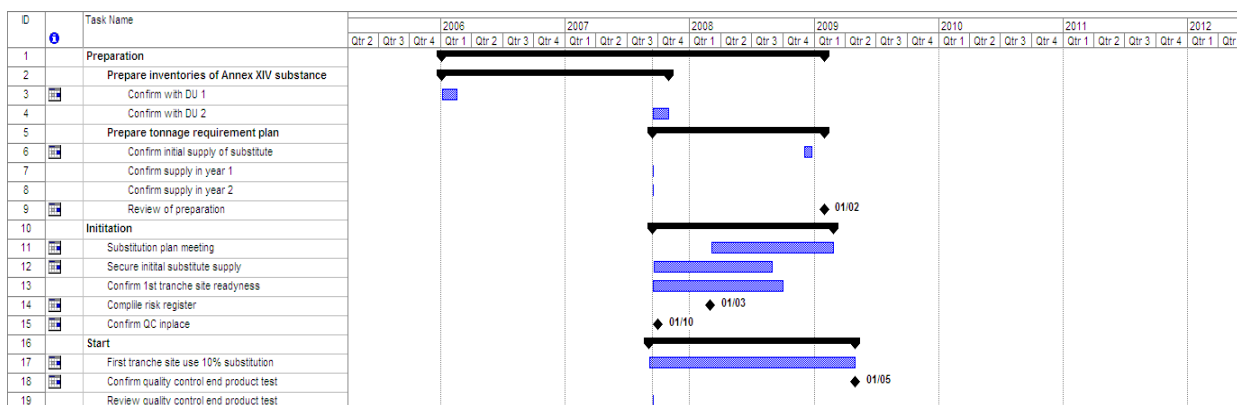 ID Task Name 2006 2007 2008 2009 2010 2011 2012
Qtr 2 Qtr 3 Qtr 4 Qtr 1 Qtr 2 Qtr 3 Qtr 4 Qtr 1 Qtr 2 Qtr 3 Qtr 4 Qtr 1 Qtr 2 Qtr 3 Qtr 4 Qtr 1 Qtr 2 Qtr 3 Qtr 4 Qtr 1 Qtr 2 Qtr 3 Qtr 4 Qtr 1 Qtr 2 Qtr 3 Qtr 4 Qtr 1 Qtr
1 Preparation
2 Prepare inventories of Annex XIV substance
3 Confirm with DU 1
4 Confirm with DU 2
5 Prepare tonnage requirement plan
6 Confirm initial supply of substitute
7 Confirm supply in year 1
8 Confirm supply in year 2
9 Review of preparation 01/02
10 Inititation
11 Substitution plan meeting
12 Secure initital substitute supply
13 Confirm 1st tranche site readyness
14 Complile risk register 01/03
15 Confirm QC inplace 01/10
16 Start
17 First tranche site use 10% substitution
18 Confirm quality control end product test 01/05
19 Review quality control end product test